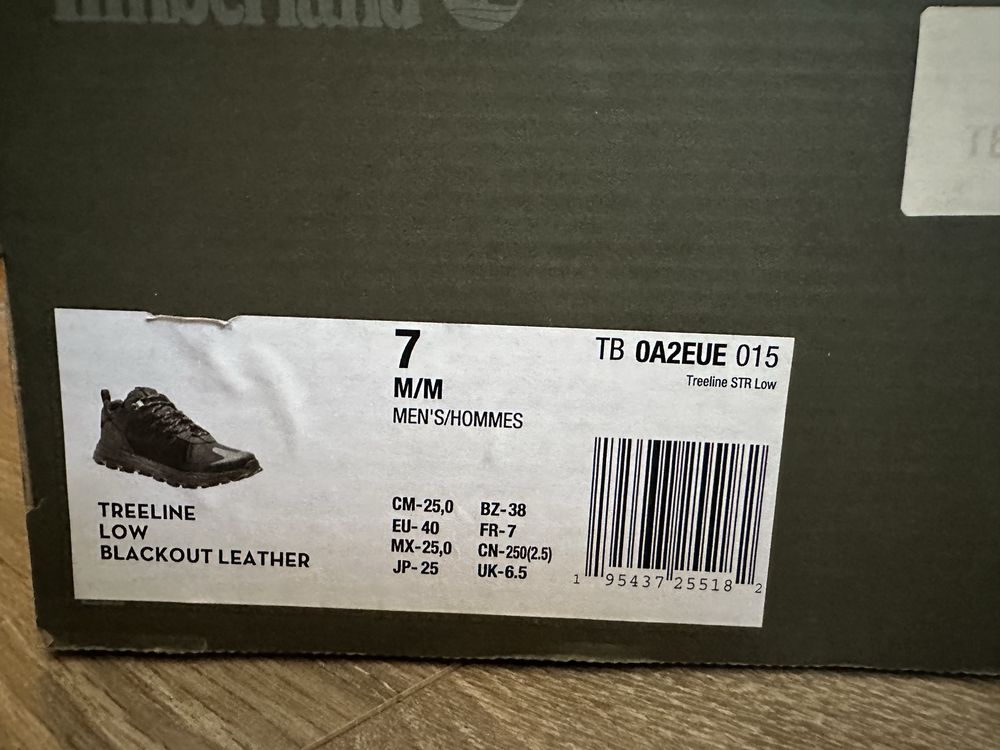 Timberland
7
M/M
MEN'S/HOMMES
TB 0A2EUE 015
Treeline STR Low
TREELINE
LOW
BLACKOUT LEATHER
CM-25,0 BZ-38
EU- 40 FR-7
MX-25,0 CN-250(2.5)
JP- 25 UK-6.5
1 95437 25518 2